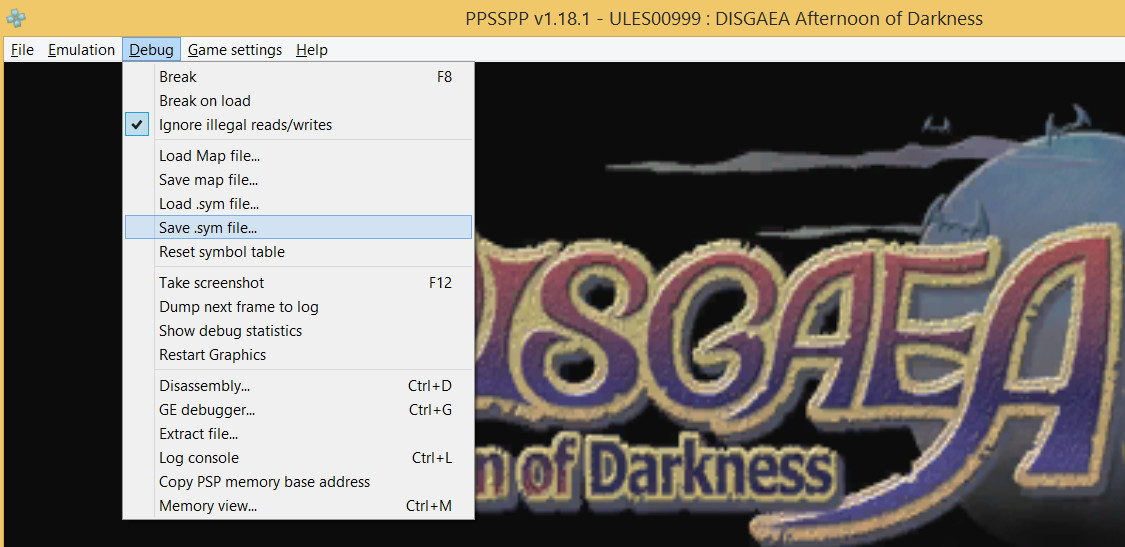 PPSSPP v1.18.1 - ULES00999 : DISGAEA Afternoon of Darkness
File Emulation Debug Game settings Help
Break F8
Break on load
Ignore illegal reads/writes
Load Map file...
Save map file...
Load .sym file...
Save .sym file...
Reset symbol table
Take screenshot F12
Dump next frame to log
Show debug statistics
Restart Graphics
Disassembly... Ctrl+D
GE debugger... Ctrl+G
Extract file...
Log console Ctrl+L
Copy PSP memory base address
Memory view... Ctrl+M
ISGAEA
n of Darkness